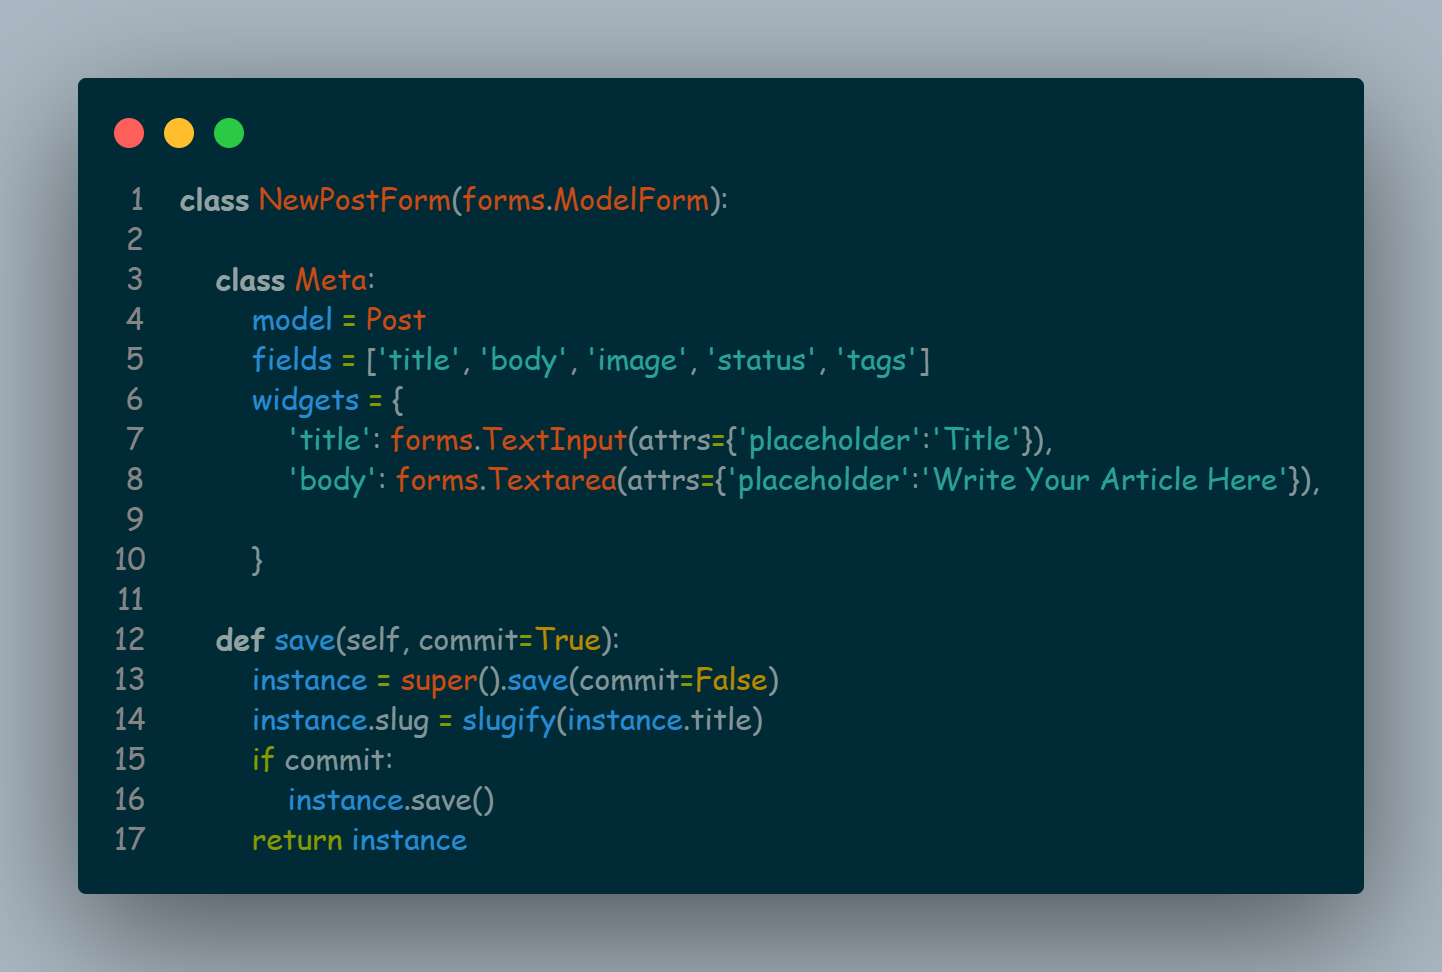 1 class NewPostForm(forms.ModelForm):
2
3     class Meta:
4         model = Post
5         fields = ['title', 'body', 'image', 'status', 'tags']
6         widgets = {
7             'title': forms.TextInput(attrs={'placeholder':'Title'}),
8             'body': forms.Textarea(attrs={'placeholder':'Write Your Article Here'}),
9
10         }
11
12     def save(self, commit=True):
13         instance = super().save(commit=False)
14         instance.slug = slugify(instance.title)
15         if commit:
16             instance.save()
17         return instance